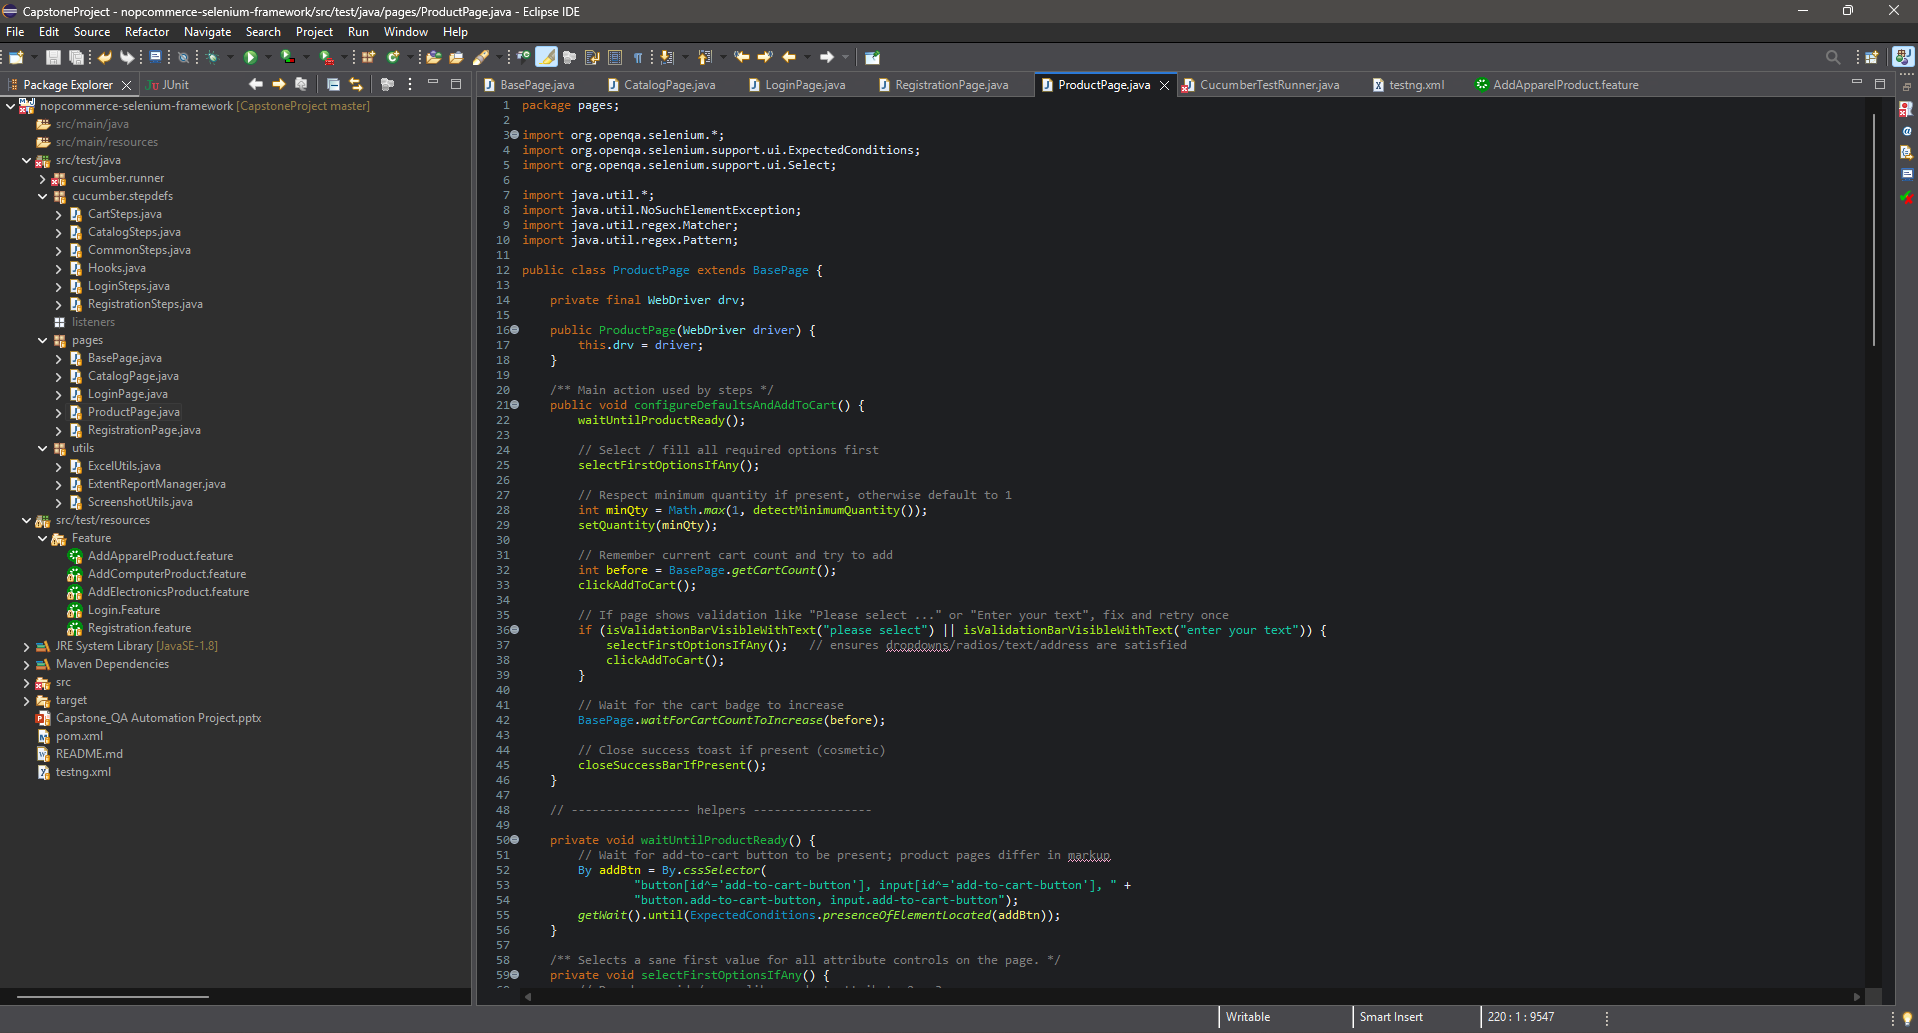 CapstoneProject - nopcommerce-selenium-framework/src/test/java/pages/ProductPage.java - Eclipse IDE
File Edit Source Refactor Navigate Search Project Run Window Help
Package Explorer JUnit
nopcommerce-selenium-framework [CapstoneProject master]
src/main/java
src/main/resources
src/test/java
cucumber.runner
cucumber.stepdefs
CartSteps.java
CatalogSteps.java
CommonSteps.java
Hooks.java
LoginSteps.java
RegistrationSteps.java
listeners
pages
BasePage.java
CatalogPage.java
LoginPage.java
ProductPage.java
RegistrationPage.java
utils
ExcelUtils.java
ExtentReportManager.java
ScreenshotUtils.java
src/test/resources
Feature
AddApparelProduct.feature
AddComputerProduct.feature
AddElectronicsProduct.feature
Login.Feature
Registration.feature
JRE System Library [JavaSE-1.8]
Maven Dependencies
src
target
Capstone_QA Automation Project.pptx
pom.xml
README.md
testng.xml
BasePage.java CatalogPage.java LoginPage.java RegistrationPage.java ProductPage.java CucumberTestRunner.java testng.xml AddApparelProduct.feature
1 package pages;
2
3 import org.openqa.selenium.*;
4 import org.openqa.selenium.support.ui.ExpectedConditions;
5 import org.openqa.selenium.support.ui.Select;
6
7 import java.util.*;
8 import java.util.NoSuchElementException;
9 import java.util.regex.Matcher;
10 import java.util.regex.Pattern;
11
12 public class ProductPage extends BasePage {
13
14 private final WebDriver drv;
15
16 public ProductPage(WebDriver driver) {
17 this.drv = driver;
18 }
19
20 /** Main action used by steps */
21 public void configureDefaultsAndAddToCart() {
22 waitUntilProductReady();
23
24 // Select / fill all required options first
25 selectFirstOptionsIfAny();
26
27 // Respect minimum quantity if present, otherwise default to 1
28 int minQty = Math.max(1, detectMinimumQuantity());
29 setQuantity(minQty);
30
31 // Remember current cart count and try to add
32 int before = BasePage.getCartCount();
33 clickAddToCart();
34
35 // If page shows validation like "Please select ..." or "Enter your text", fix and retry once
36 if (isValidationBarVisibleWithText("please select") || isValidationBarVisibleWithText("enter your text")) {
37 selectFirstOptionsIfAny(); // ensures dropdowns/radios/text/address are satisfied
38 clickAddToCart();
39 }
40
41 // Wait for the cart badge to increase
42 BasePage.waitForCartCountToIncrease(before);
43
44 // Close success toast if present (cosmetic)
45 closeSuccessBarIfPresent();
46 }
47
48 // ----------------- helpers -----------------
49
50 private void waitUntilProductReady() {
51 // Wait for add-to-cart button to be present; product pages differ in markup
52 By addBtn = By.cssSelector(
53 "button[id^='add-to-cart-button'], input[id^='add-to-cart-button'], " +
54 "button.add-to-cart-button, input.add-to-cart-button");
55 getWait().until(ExpectedConditions.presenceOfElementLocated(addBtn));
56 }
57
58 /** Selects a sane first value for all attribute controls on the page. */
59 private void selectFirstOptionsIfAny() {
Writable Smart Insert 220 : 1 : 9547